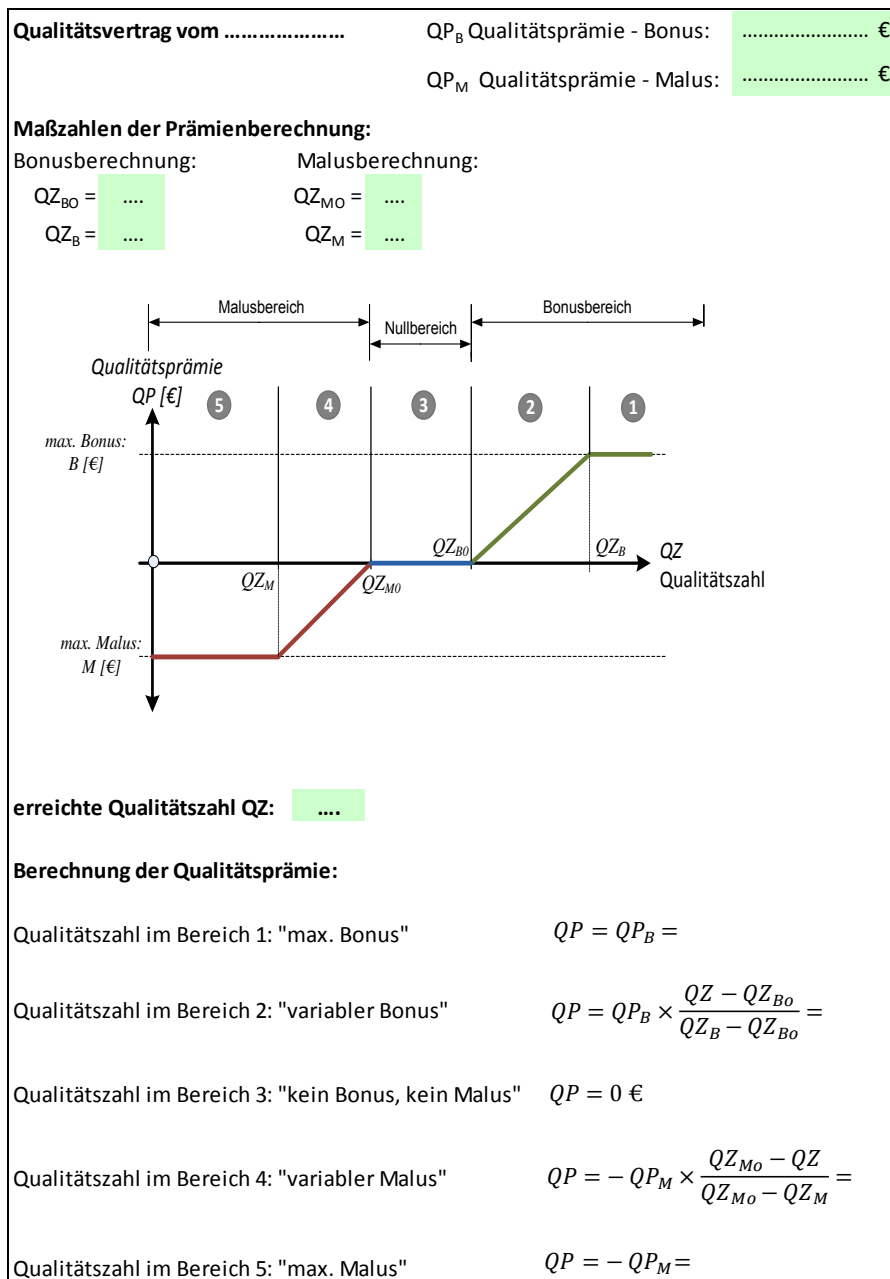 Qualitätsvertrag vom ………………… QP_B Qualitätsprämie - Bonus: …………………… €
QP_M Qualitätsprämie - Malus: …………………… €
Maßzahlen der Prämienberechnung:
Bonusberechnung: Malusberechnung:
QZ_BO = .... QZ_MO = ....
QZ_B = .... QZ_M = ....
Malusbereich
Nullbereich
Bonusbereich
Qualitätsprämie
QP [€]
5 4 3 2 1
max. Bonus:
B [€]
QZ_M QZ_M0 QZ_B0 QZ_B QZ
Qualitätszahl
max. Malus:
M [€]
erreichte Qualitätszahl QZ: ....
Berechnung der Qualitätsprämie:
Qualitätszahl im Bereich 1: "max. Bonus" QP = QP_B =
Qualitätszahl im Bereich 2: "variabler Bonus" QP = QP_B × (QZ − QZ_Bo) / (QZ_B − QZ_Bo) =
Qualitätszahl im Bereich 3: "kein Bonus, kein Malus" QP = 0 €
Qualitätszahl im Bereich 4: "variabler Malus" QP = − QP_M × (QZ_Mo − QZ) / (QZ_Mo − QZ_M) =
Qualitätszahl im Bereich 5: "max. Malus" QP = − QP_M =